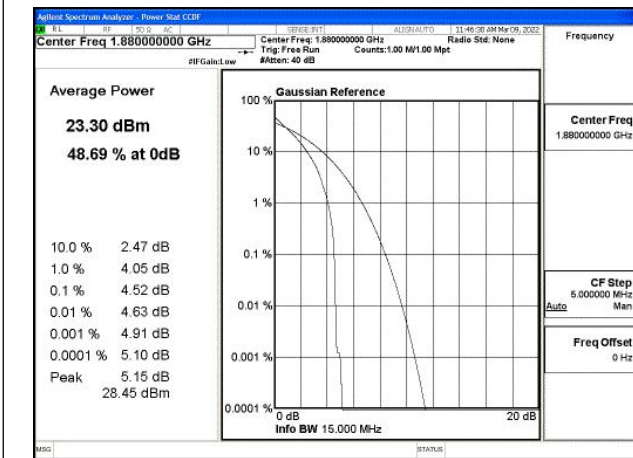 Agilent Spectrum Analyzer - Power Stat CCDF
RL RF 50 Ω AC SENSE:INT ALIGN AUTO 11:46:30 AM Mar 09, 2022
Center Freq 1.880000000 GHz
Center Freq: 1.880000000 GHz Radio Std: None
Trig: Free Run Counts:1.00 M/1.00 Mpt
#IFGain:Low #Atten: 40 dB
Frequency
Average Power
23.30 dBm
48.69 % at 0dB
10.0 % 2.47 dB
1.0 % 4.05 dB
0.1 % 4.52 dB
0.01 % 4.63 dB
0.001 % 4.91 dB
0.0001 % 5.10 dB
Peak 5.15 dB
28.45 dBm
Gaussian Reference
100 %
10 %
1 %
0.1 %
0.01 %
0.001 %
0.0001 %
0 dB 20 dB
Info BW 15.000 MHz
Center Freq
1.880000000 GHz
CF Step
5.000000 MHz
Auto Man
Freq Offset
0 Hz
MSG STATUS